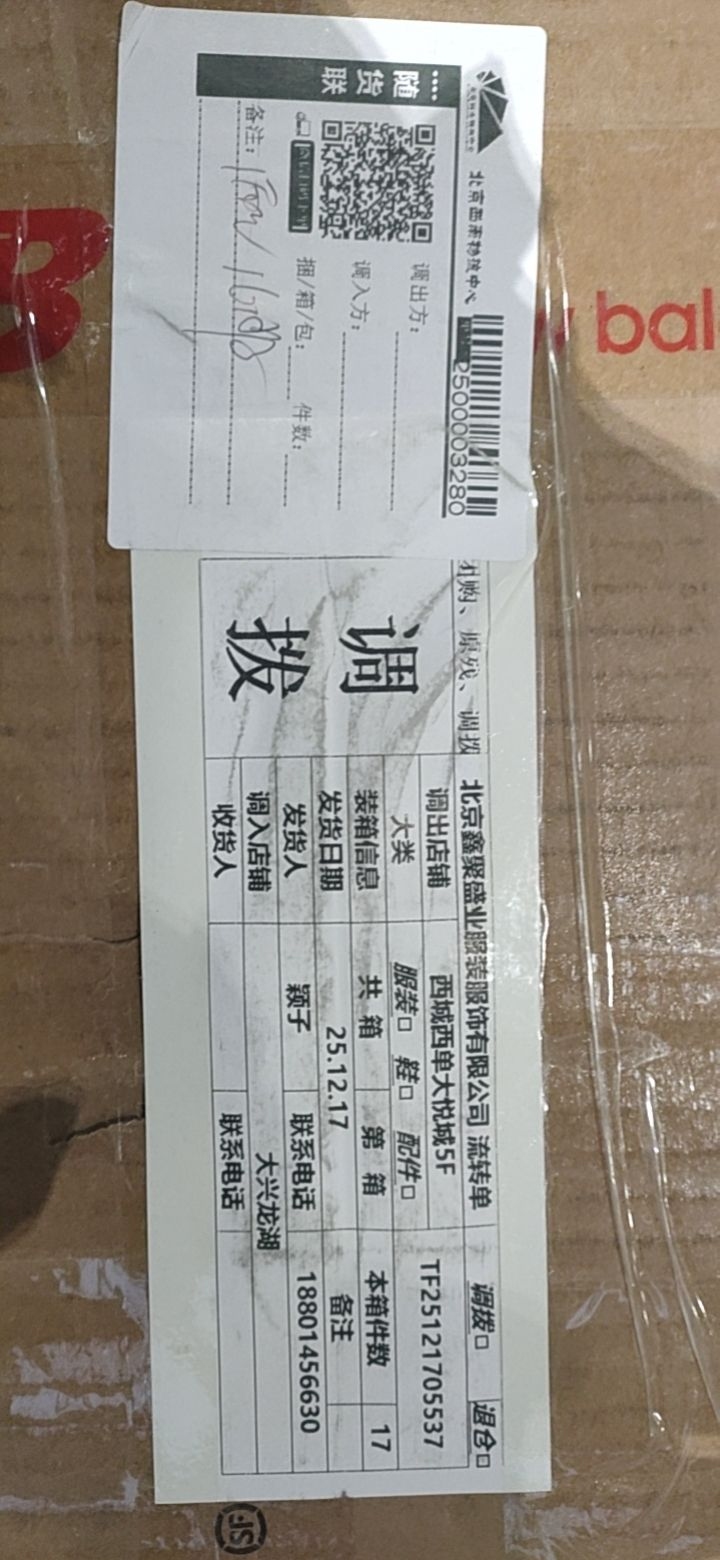 随货联
北京西南物流中心
2500003280
调出方：
调入方：
捆/箱/包： 件数：
备注：
bal
团购、原残、调拨
调拨
北京鑫聚盛业服装服饰有限公司 流转单 调拨□ 退仓□
调出店铺 西城西单大悦城5F TF25121705537
大类 服装□ 鞋□ 配件□
装箱信息 共 箱 第 箱 本箱件数 17
发货日期 25.12.17 备注
发货人 颖子 联系电话 18801456630
调入店铺 大兴龙湖
收货人 联系电话